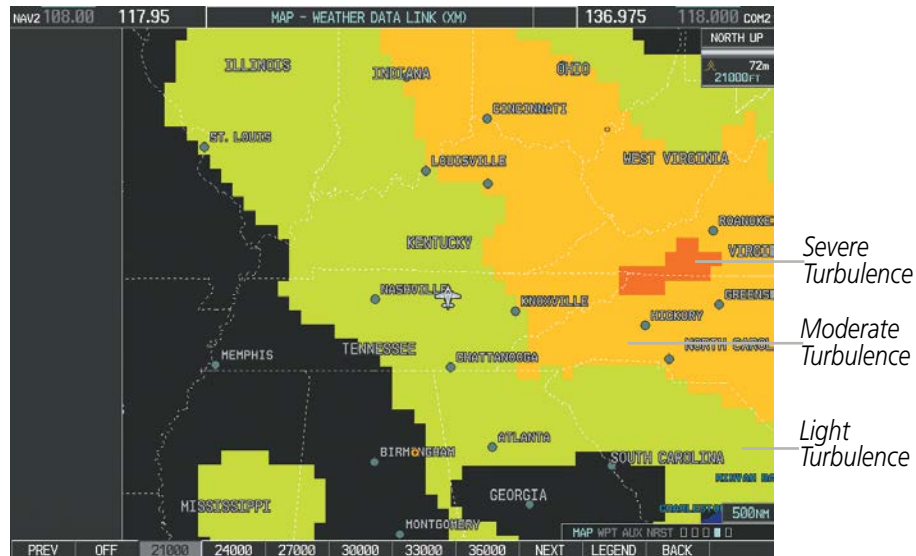 NAV2 108.00 117.95 MAP - WEATHER DATA LINK (XM) 136.975 118.000 COM2
NORTH UP
72m
21000FT
ILLINOIS
INDIANA
OHIO
CINCINNATI
ST. LOUIS
LOUISVILLE
WEST VIRGINIA
ROANOKE
KENTUCKY
VIRGIN
Severe
Turbulence
NASHVILLE
KNOXVILLE
GREENSB
HICKORY
Moderate
Turbulence
MEMPHIS
TENNESSEE
CHATTANOOGA
NORTH CAROL
ATLANTA
Light
Turbulence
BIRMINGHAM
SOUTH CAROLINA
MISSISSIPPI
GEORGIA
CHARLESTO
500NM
MONTGOMERY
MAP WPT AUX NRST
PREV OFF 21000 24000 27000 30000 33000 36000 NEXT LEGEND BACK